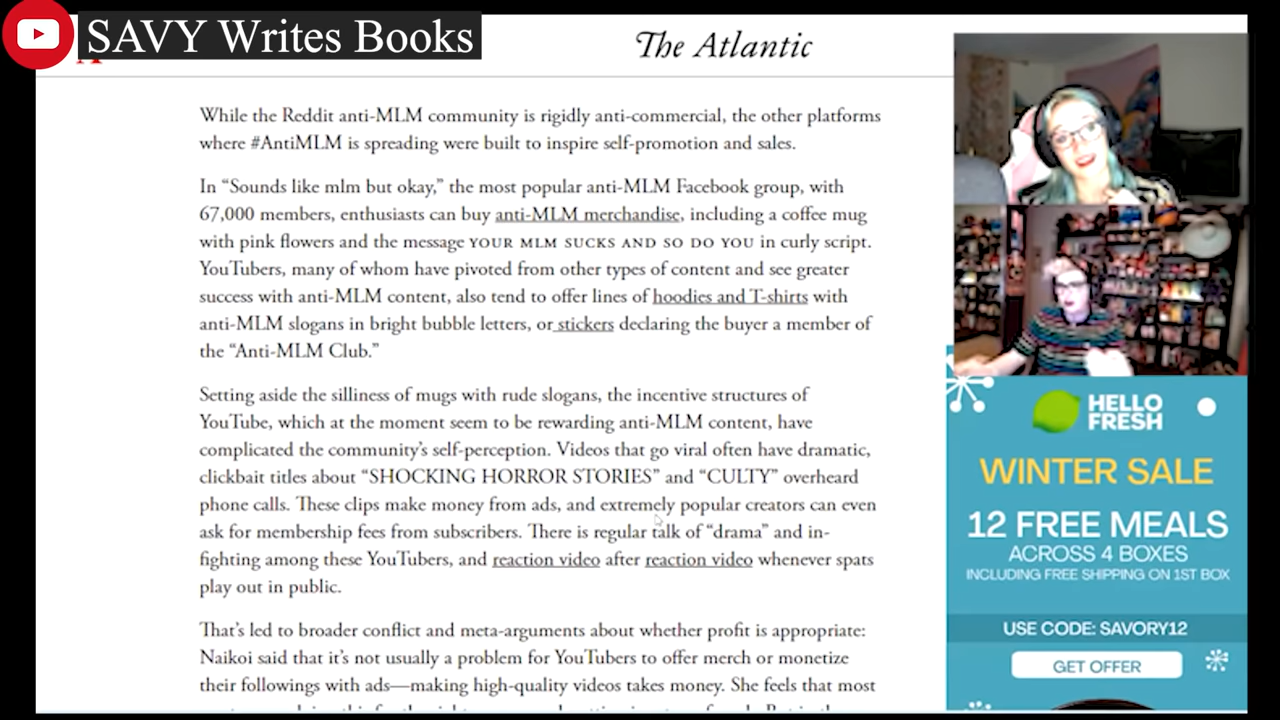 SAVY Writes Books
The Atlantic
While the Reddit anti-MLM community is rigidly anti-commercial, the other platforms
where #AntiMLM is spreading were built to inspire self-promotion and sales.
In “Sounds like mlm but okay,” the most popular anti-MLM Facebook group, with
67,000 members, enthusiasts can buy anti-MLM merchandise, including a coffee mug
with pink flowers and the message YOUR MLM SUCKS AND SO DO YOU in curly script.
YouTubers, many of whom have pivoted from other types of content and see greater
success with anti-MLM content, also tend to offer lines of hoodies and T-shirts with
anti-MLM slogans in bright bubble letters, or stickers declaring the buyer a member of
the “Anti-MLM Club.”
Setting aside the silliness of mugs with rude slogans, the incentive structures of
YouTube, which at the moment seem to be rewarding anti-MLM content, have
complicated the community’s self-perception. Videos that go viral often have dramatic,
clickbait titles about “SHOCKING HORROR STORIES” and “CULTY” overheard
phone calls. These clips make money from ads, and extremely popular creators can even
ask for membership fees from subscribers. There is regular talk of “drama” and in-
fighting among these YouTubers, and reaction video after reaction video whenever spats
play out in public.
That’s led to broader conflict and meta-arguments about whether profit is appropriate:
Naikoi said that it’s not usually a problem for YouTubers to offer merch or monetize
their followings with ads—making high-quality videos takes money. She feels that most
HELLO
FRESH
WINTER SALE
12 FREE MEALS
ACROSS 4 BOXES
INCLUDING FREE SHIPPING ON 1ST BOX
USE CODE: SAVORY12
GET OFFER